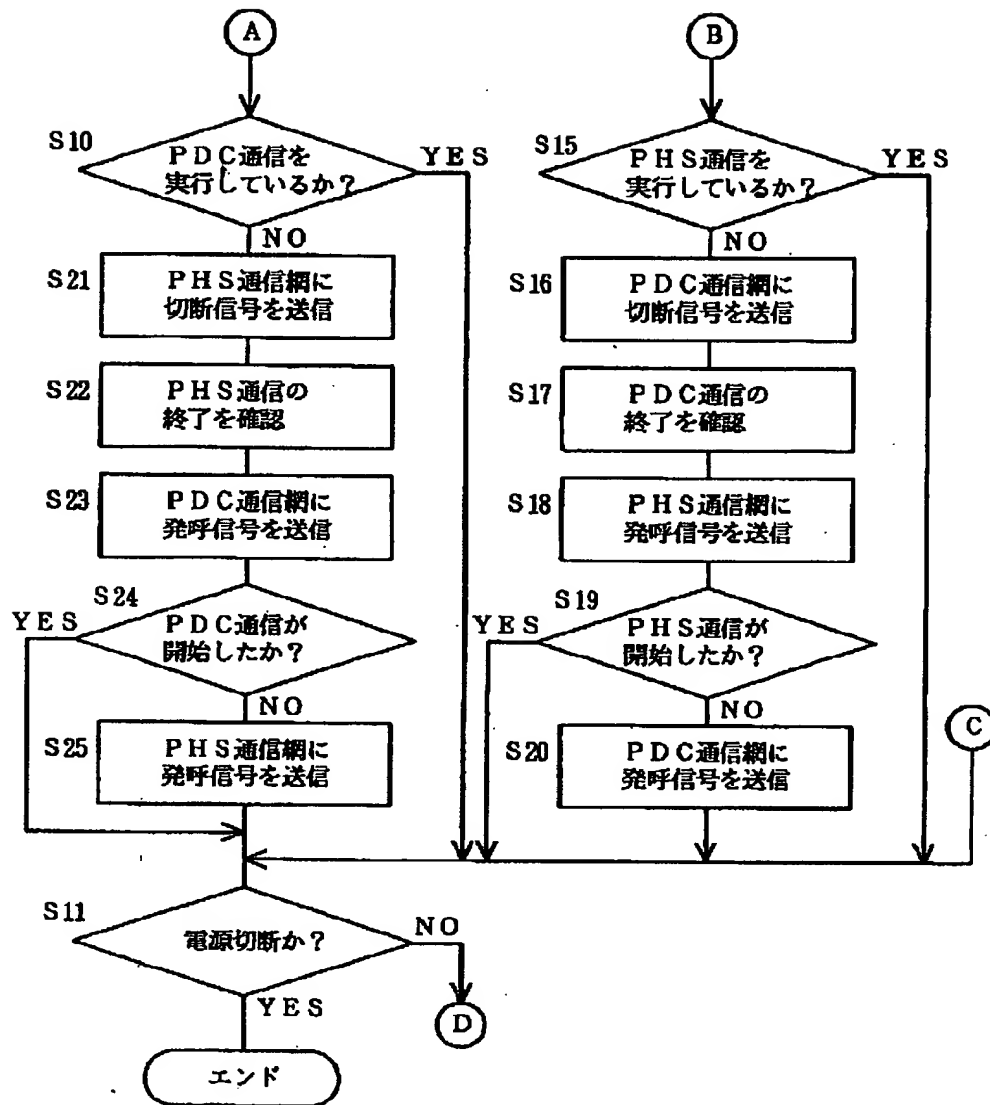 A
S10
PDC通信を
実行しているか?
YES
NO
S21
PHS通信網に
切断信号を送信
S22
PHS通信の
終了を確認
S23
PDC通信網に
発呼信号を送信
S24
YES
PDC通信が
開始したか?
NO
S25
PHS通信網に
発呼信号を送信
B
S15
PHS通信を
実行しているか?
YES
NO
S16
PDC通信網に
切断信号を送信
S17
PDC通信の
終了を確認
S18
PHS通信網に
発呼信号を送信
S19
YES
PHS通信が
開始したか?
NO
S20
PDC通信網に
発呼信号を送信
C
S11
電源切断か?
NO
D
YES
エンド